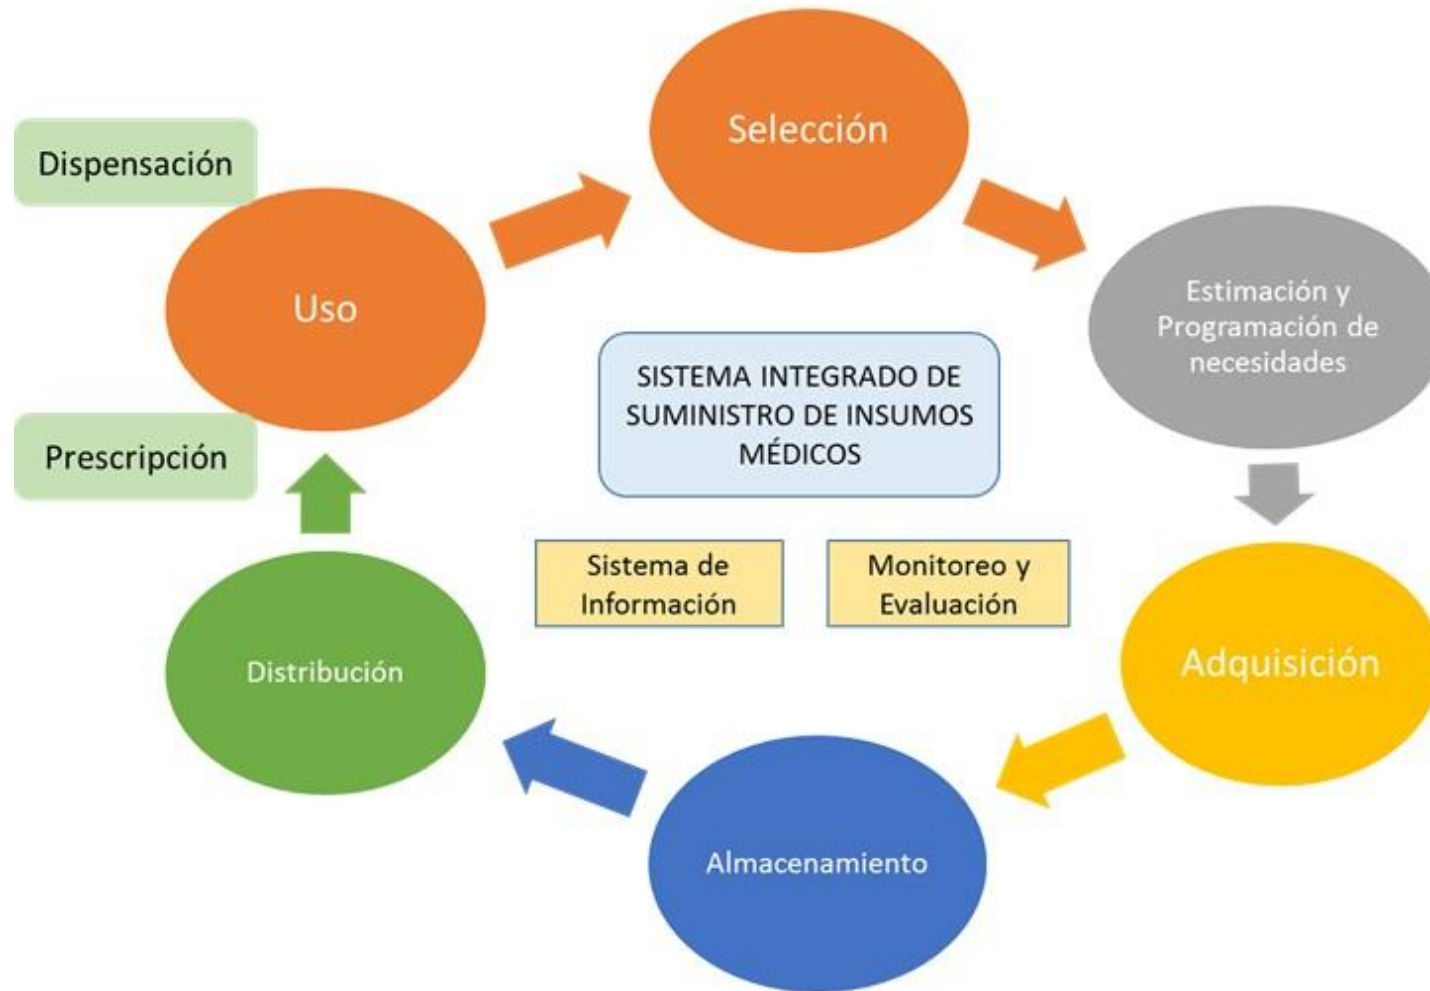 Selección
Dispensación
Uso
Estimación y
Programación de
necesidades
SISTEMA INTEGRADO DE
SUMINISTRO DE INSUMOS
MÉDICOS
Prescripción
Sistema de
Información
Monitoreo y
Evaluación
Distribución
Adquisición
Almacenamiento